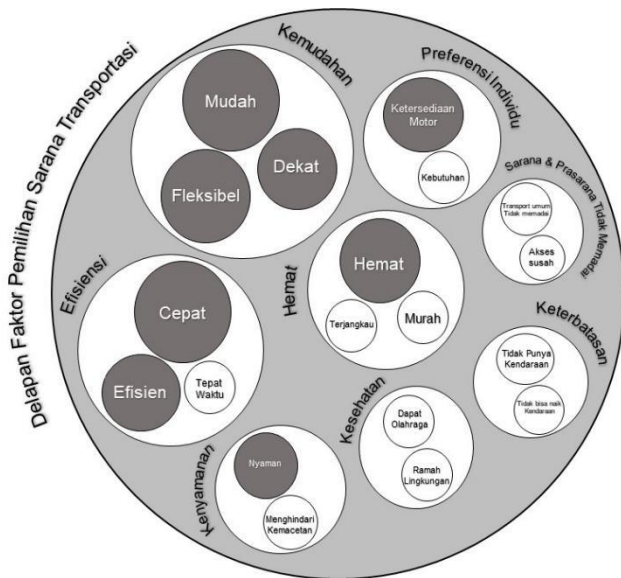 Delapan Faktor Pemilihan Sarana Transportasi
Kemudahan
Mudah
Dekat
Fleksibel
Preferensi Individu
Ketersediaan
Motor
Kebutuhan
Sarana & Prasarana Tidak Memadai
Transport umum
Tidak memadai
Akses
susah
Efisiensi
Cepat
Efisien
Tepat
Waktu
Hemat
Hemat
Terjangkau
Murah
Keterbatasan
Tidak Punya
Kendaraan
Tidak bisa naik
Kendaraan
Kesehatan
Dapat
Olahraga
Ramah
Lingkungan
Kenyamanan
Nyaman
Menghindari
Kemacetan